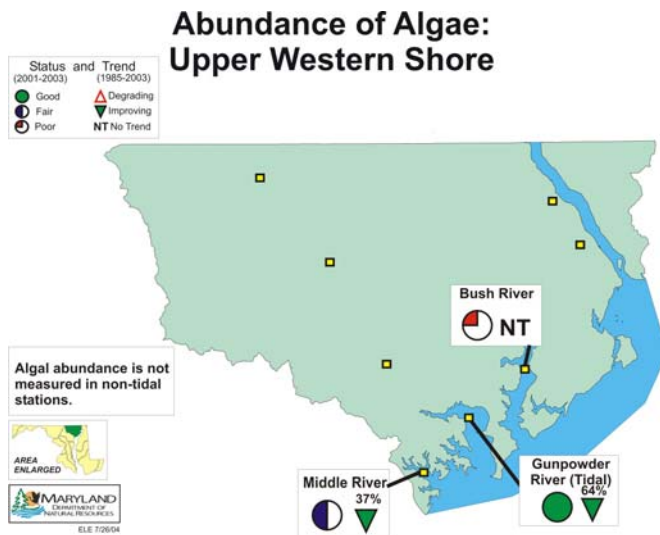 Abundance of Algae:
Upper Western Shore
Status and Trend
(2001-2003) (1985-2003)
Good Degrading
Fair Improving
Poor NT No Trend
Bush River
NT
Algal abundance is not
measured in non-tidal
stations.
AREA
ENLARGED
Middle River
37%
Gunpowder
River (Tidal)
64%
MARYLAND
DEPARTMENT OF
NATURAL RESOURCES
ELE 7/26/04